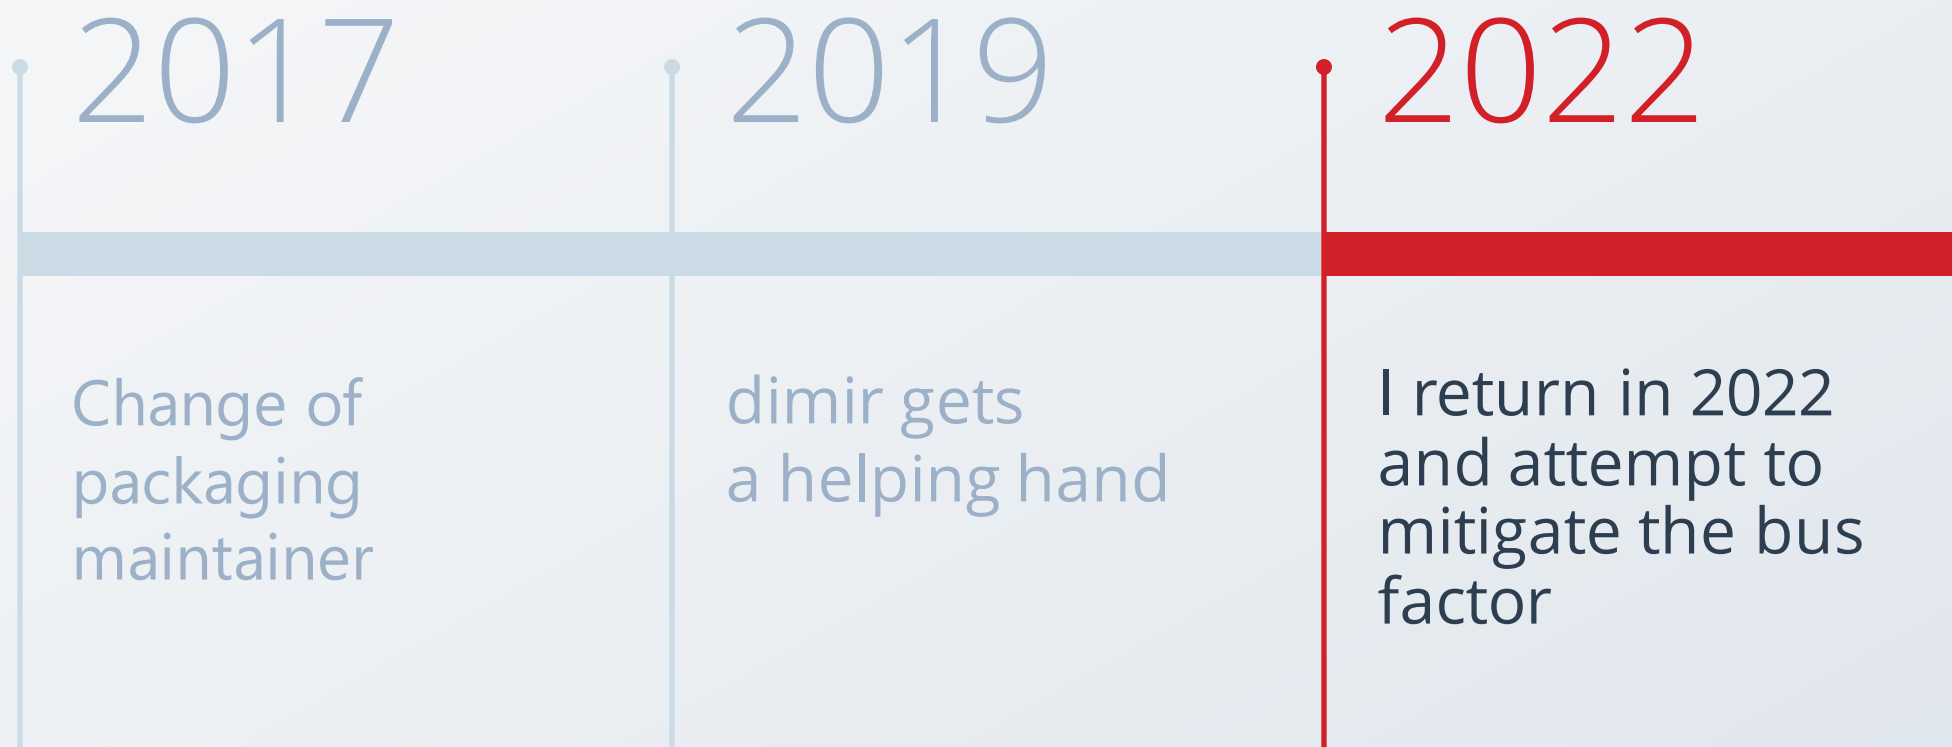 2017
Change of
packaging
maintainer
2019
dimir gets
a helping hand
2022
I return in 2022
and attempt to
mitigate the bus
factor